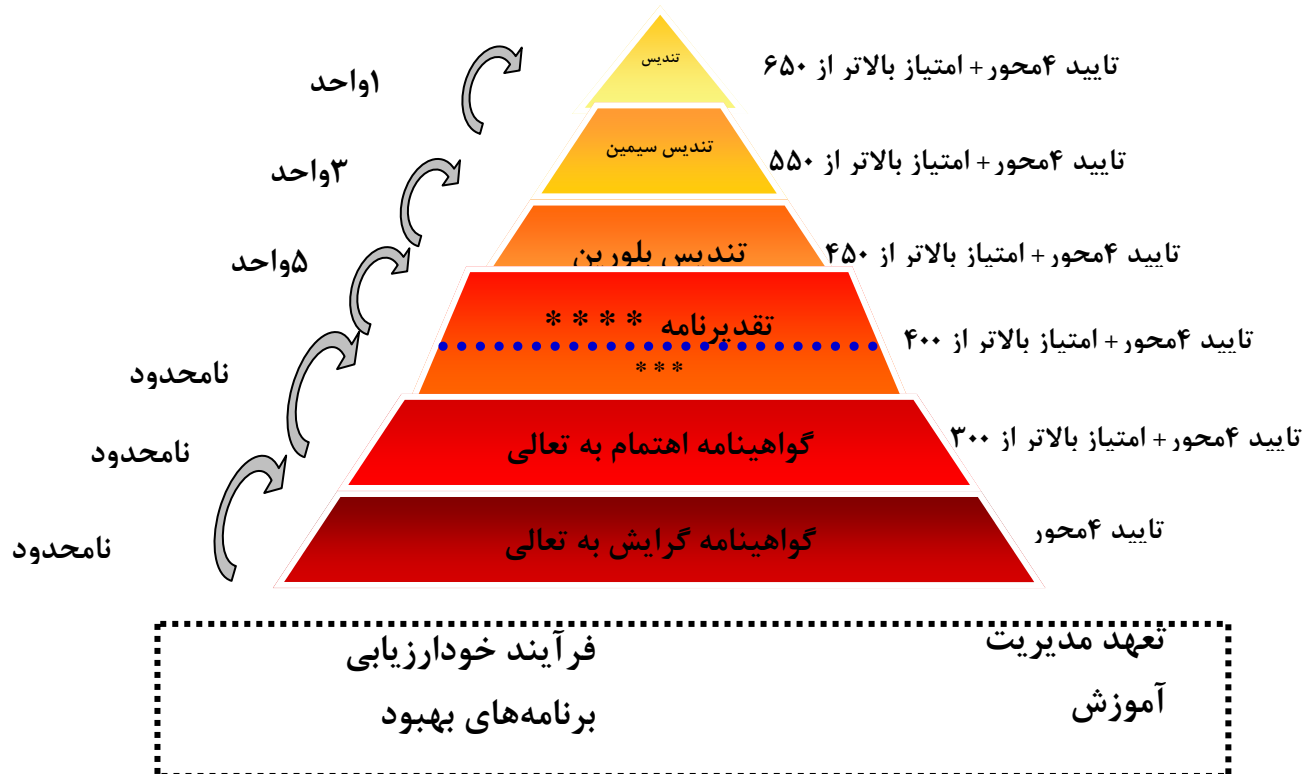 تندیس
تایید ۴محور + امتیاز بالاتر از ۶۵۰
۱واحد
تندیس سیمین
تایید ۴محور + امتیاز بالاتر از ۵۵۰
۳واحد
تندیس بلورین
تایید ۴محور + امتیاز بالاتر از ۴۵۰
۵واحد
تقدیرنامه * * * *
* * *
تایید ۴محور + امتیاز بالاتر از ۴۰۰
نامحدود
گواهینامه اهتمام به تعالی
تایید ۴محور + امتیاز بالاتر از ۳۰۰
نامحدود
گواهینامه گرایش به تعالی
تایید ۴محور
نامحدود
تعهد مدیریت
فرآیند خودارزیابی
آموزش
برنامه‌های بهبود